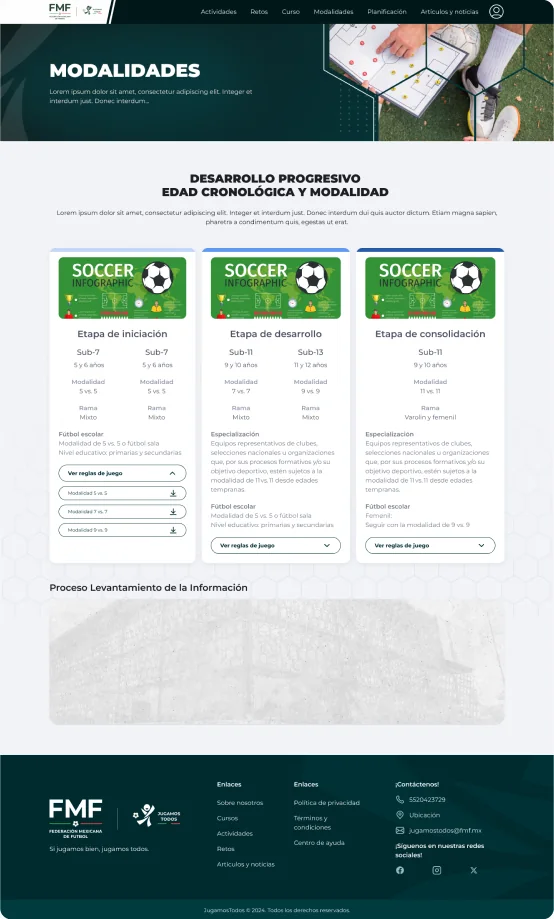 FMF
Actividades Retos Curso Modalidades Planificación Artículos y noticias
MODALIDADES
Lorem ipsum dolor sit amet, consectetur adipiscing elit. Integer et
interdum just. Donec interdum...
DESARROLLO PROGRESIVO
EDAD CRONOLÓGICA Y MODALIDAD
Lorem ipsum dolor sit amet, consectetur adipiscing elit. Integer et interdum just. Donec interdum dui quis auctor dictum. Etiam magna sapien,
pharetra a condimentum quis, egestas ut erat.
SOCCER
INFOGRAPHIC
Etapa de iniciación
Sub-7 Sub-7
5 y 6 años 5 y 6 años
Modalidad Modalidad
5 vs. 5 5 vs. 5
Rama Rama
Mixto Mixto
Fútbol escolar
Modalidad de 5 vs. 5 o fútbol sala
Nivel educativo: primarias y secundarias
Ver reglas de juego
Modalidad 5 vs. 5
Modalidad 7 vs. 7
Modalidad 9 vs. 9
SOCCER
INFOGRAPHIC
Etapa de desarrollo
Sub-11 Sub-13
9 y 10 años 11 y 12 años
Modalidad Modalidad
7 vs. 7 9 vs. 9
Rama Rama
Mixto Mixto
Especialización
Equipos representativos de clubes,
selecciones nacionales u organizaciones
que, por sus procesos formativos y/o su
objetivo deportivo, estén sujetos a la
modalidad de 11 vs. 11 desde edades
tempranas.
Fútbol escolar
Modalidad de 5 vs. 5 o fútbol sala
Nivel educativo: primarias y secundarias
Ver reglas de juego
SOCCER
INFOGRAPHIC
Etapa de consolidación
Sub-11
9 y 10 años
Modalidad
11 vs. 11
Rama
Varolin y femenil
Especialización
Equipos representativos de clubes,
selecciones nacionales u organizaciones
que, por sus procesos formativos y/o su
objetivo deportivo, estén sujetos a la
modalidad de 11 vs. 11 desde edades
tempranas.
Fútbol escolar
Femenil:
Seguir con la modalidad de 9 vs. 9
Ver reglas de juego
Proceso Levantamiento de la Información
FMF
FEDERACIÓN MEXICANA
DE FUTBOL
JUGAMOS
TODOS
Si jugamos bien, jugamos todos.
Enlaces
Sobre nosotros
Cursos
Actividades
Retos
Artículos y noticias
Enlaces
Política de privacidad
Términos y
condiciones
Centro de ayuda
¡Contáctenos!
5520423729
Ubicación
jugamostodos@fmf.mx
¡Síguenos en nuestras redes
sociales!
JugamosTodos © 2024. Todos los derechos reservados.